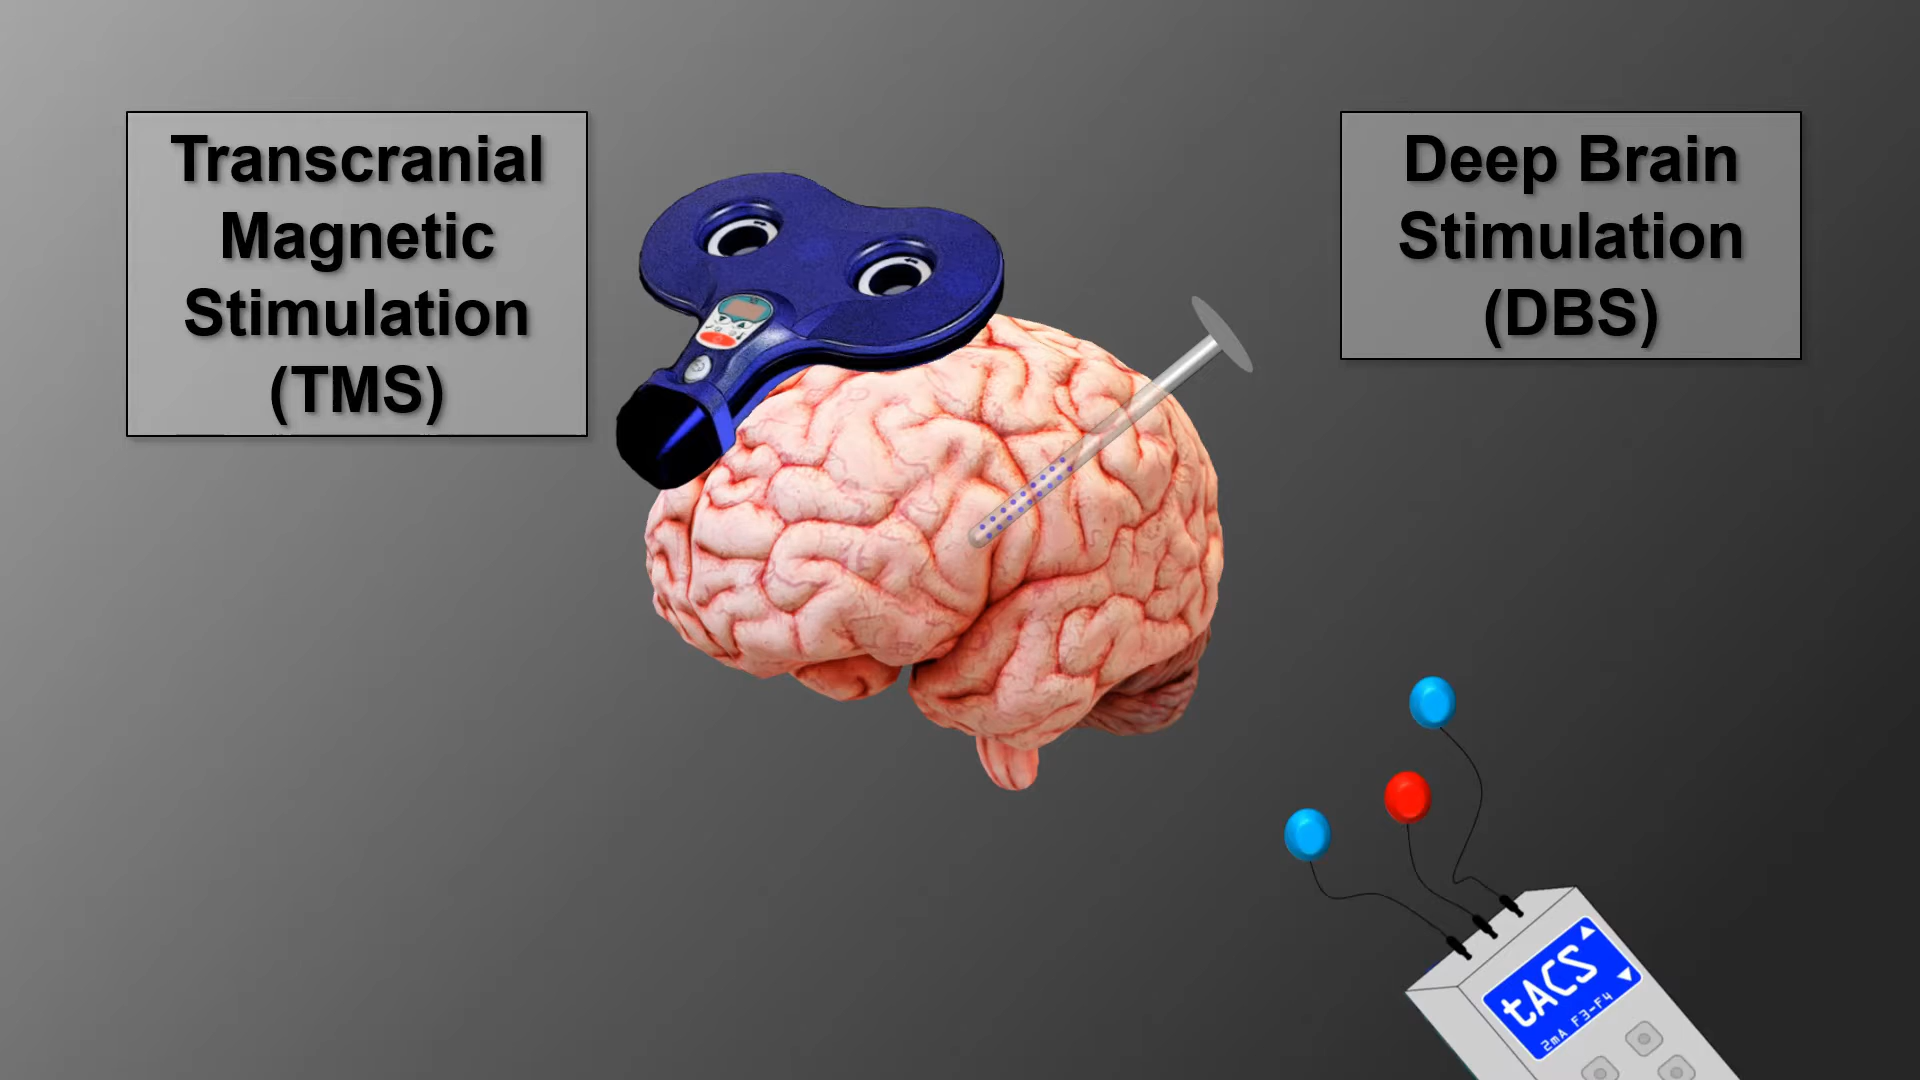 Transcranial
Magnetic
Stimulation
(TMS)
Deep Brain
Stimulation
(DBS)
tACS
2mA F3-F4